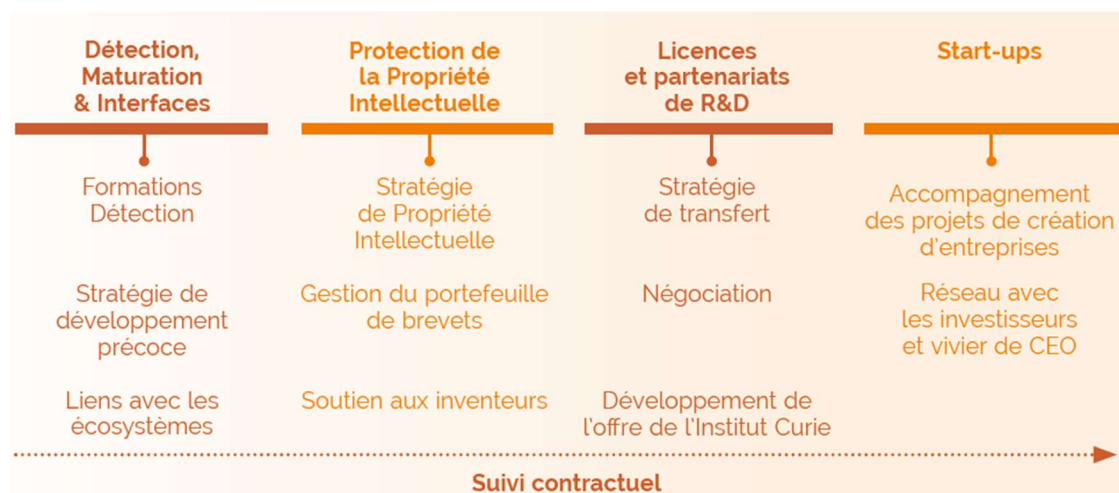 Détection,
Maturation
& Interfaces
Formations
Détection
Stratégie de
développement
précoce
Liens avec les
écosystèmes
Protection de
la Propriété
Intellectuelle
Stratégie
de Propriété
Intellectuelle
Gestion du portefeuille
de brevets
Soutien aux inventeurs
Licences
et partenariats
de R&D
Stratégie
de transfert
Négociation
Développement de
l'offre de l'Institut Curie
Start-ups
Accompagnement
des projets de création
d'entreprises
Réseau avec
les investisseurs
et vivier de CEO
Suivi contractuel